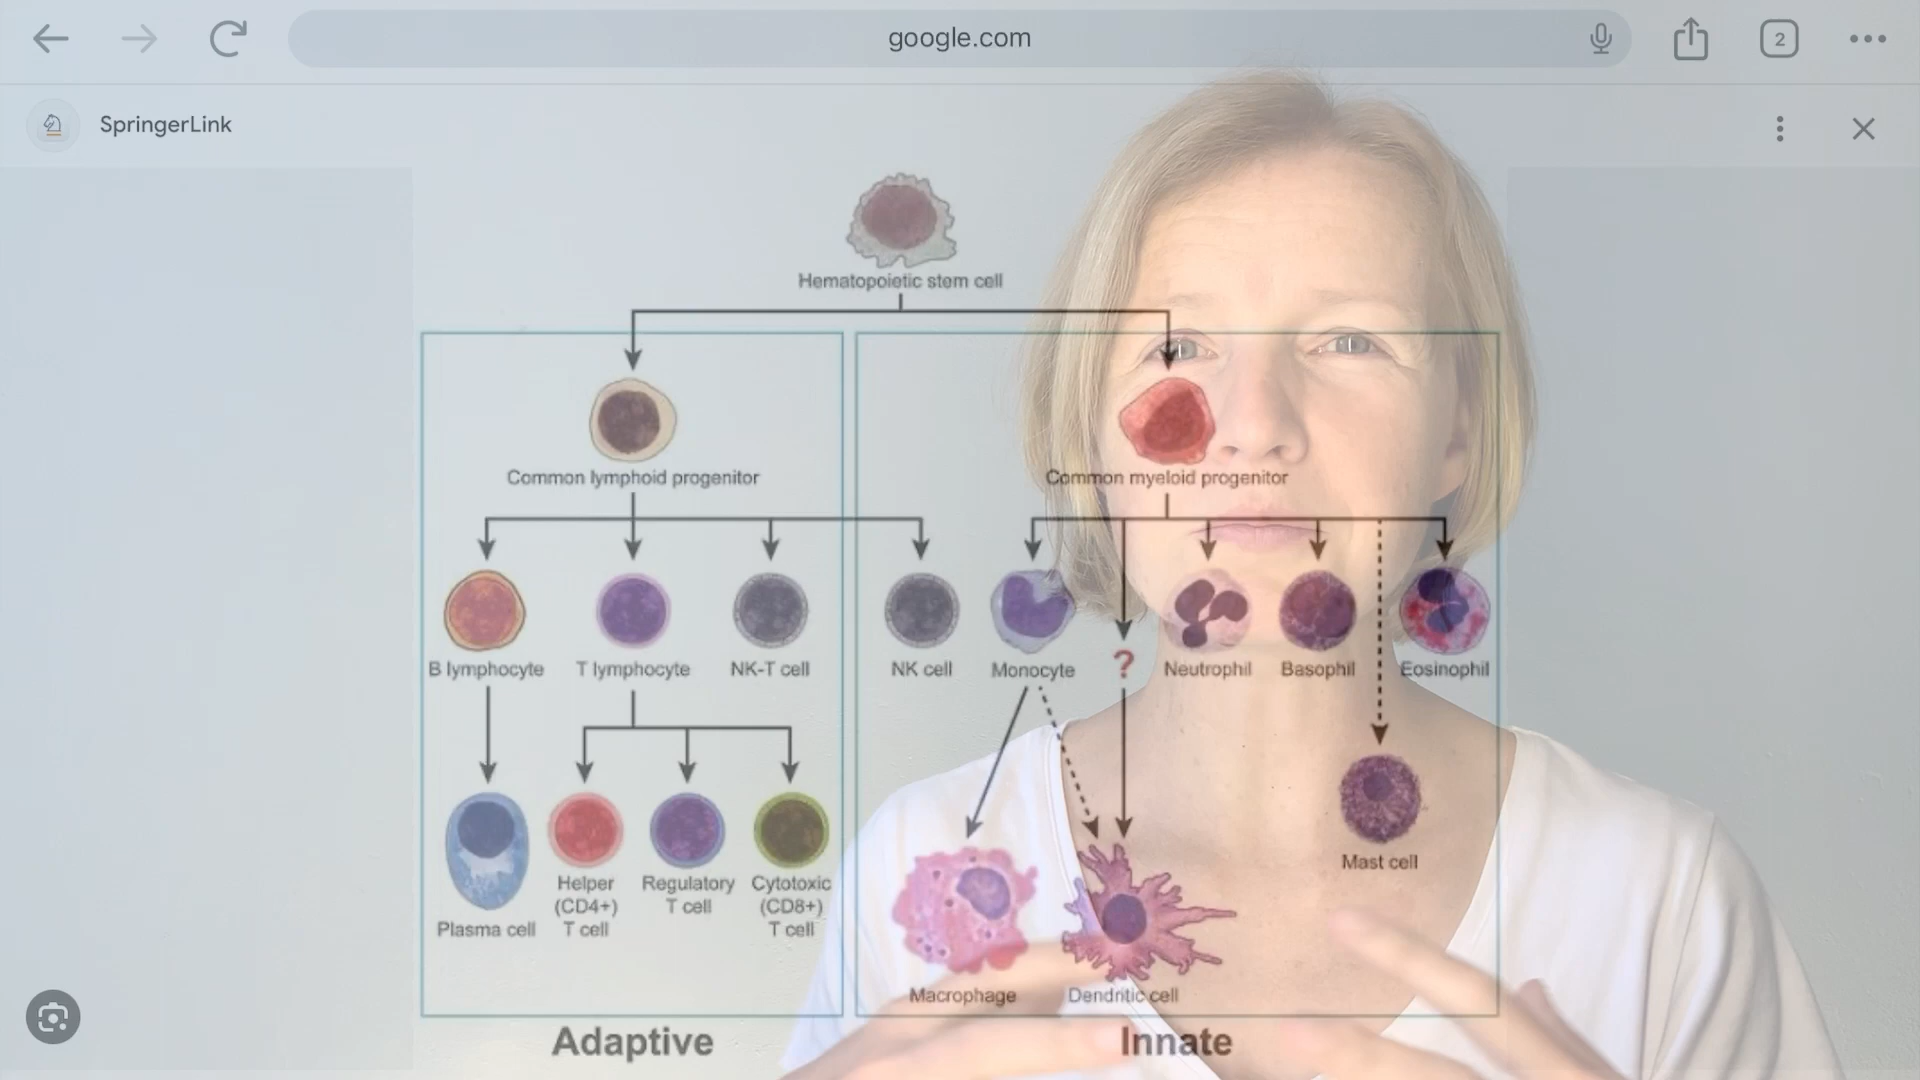 google.com
2
SpringerLink
Hematopoietic stem cell
Common lymphoid progenitor
Common myeloid progenitor
B lymphocyte
T lymphocyte
NK-T cell
NK cell
Monocyte
?
Neutrophil
Basophil
Eosinophil
Mast cell
Plasma cell
Helper
(CD4+)
T cell
Regulatory
T cell
Cytotoxic
(CD8+)
T cell
Macrophage
Dendritic cell
Adaptive
Innate